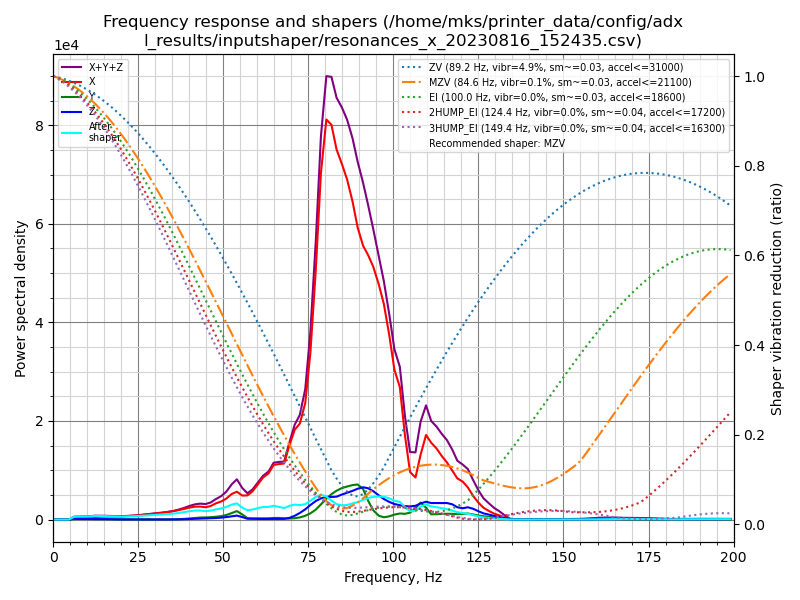 Frequency response and shapers (/home/mks/printer_data/config/adx
l_results/inputshaper/resonances_x_20230816_152435.csv)
1e4
X+Y+Z
X
Y
Z
After
shaper
ZV (89.2 Hz, vibr=4.9%, sm~=0.03, accel<=31000)
MZV (84.6 Hz, vibr=0.1%, sm~=0.03, accel<=21100)
EI (100.0 Hz, vibr=0.0%, sm~=0.03, accel<=18600)
2HUMP_EI (124.4 Hz, vibr=0.0%, sm~=0.04, accel<=17200)
3HUMP_EI (149.4 Hz, vibr=0.0%, sm~=0.04, accel<=16300)
Recommended shaper: MZV
Power spectral density
8
6
4
2
0
1.0
0.8
0.6
0.4
0.2
0.0
Shaper vibration reduction (ratio)
0 25 50 75 100 125 150 175 200
Frequency, Hz